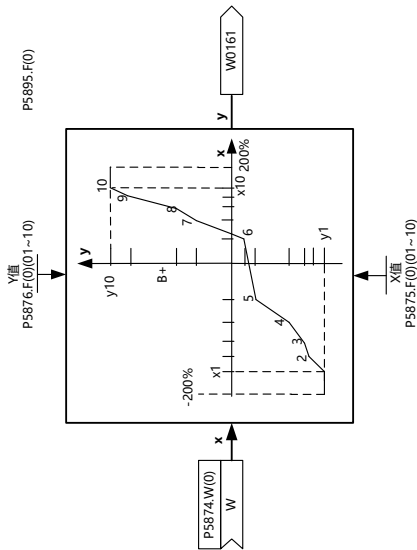 P5895.F(0)
Y值
P5876.F(0)(01~10)
P5874.W(0)
W
x
y
W0161
y
y10
B+
10
9
8
7
6
5
4
3
2
x
200%
x10
x1
-200%
y1
X值
P5875.F(0)(01~10)